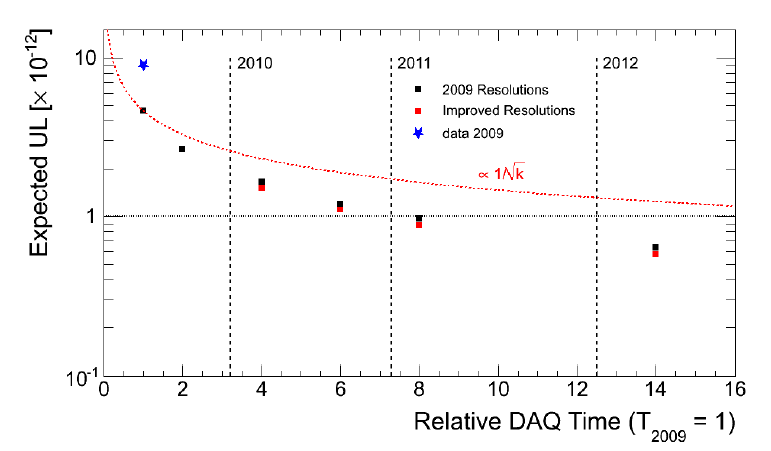 Expected UL [× 10⁻¹²]
10
1
10⁻¹
2010
2011
2012
2009 Resolutions
Improved Resolutions
data 2009
∝ 1/√k
0 2 4 6 8 10 12 14 16
Relative DAQ Time (T₂₀₀₉ = 1)